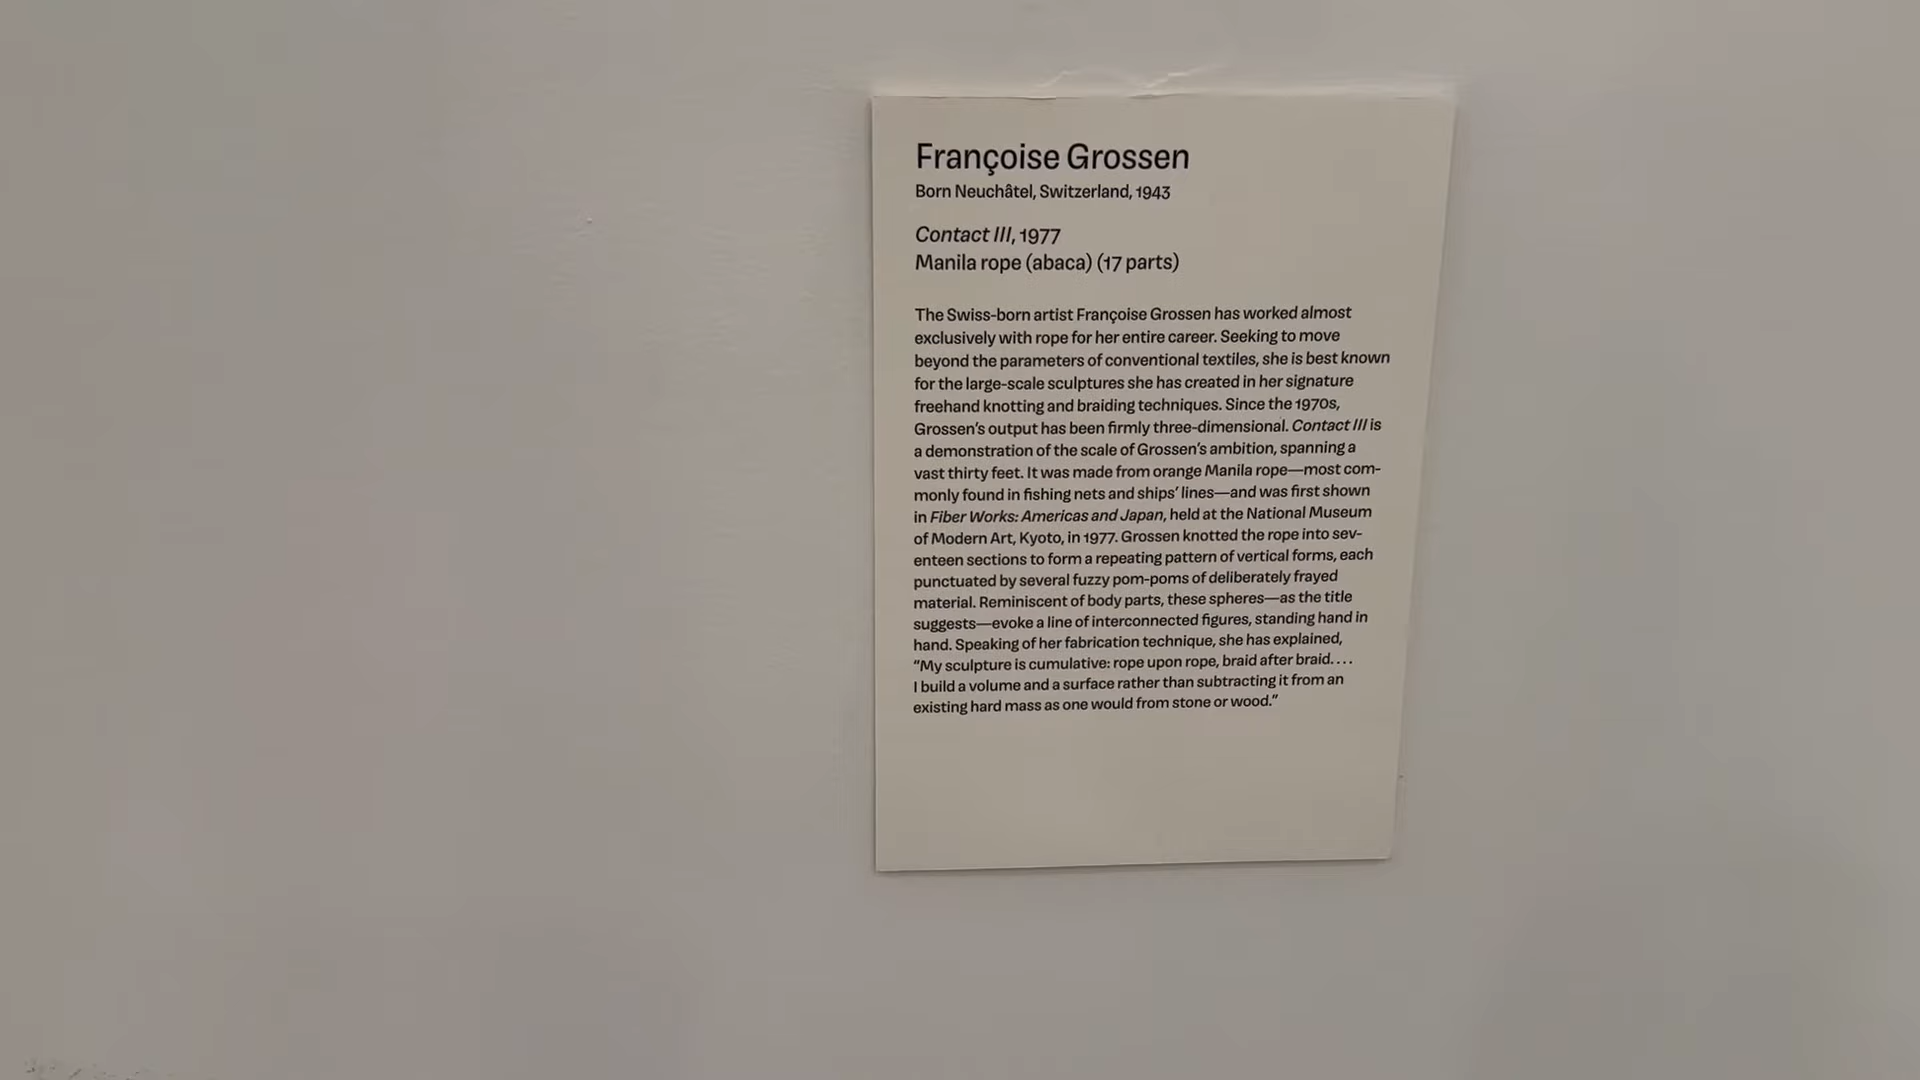 Françoise Grossen
Born Neuchâtel, Switzerland, 1943
Contact III, 1977
Manila rope (abaca) (17 parts)
The Swiss-born artist Françoise Grossen has worked almost
exclusively with rope for her entire career. Seeking to move
beyond the parameters of conventional textiles, she is best known
for the large-scale sculptures she has created in her signature
freehand knotting and braiding techniques. Since the 1970s,
Grossen’s output has been firmly three-dimensional. Contact III is
a demonstration of the scale of Grossen’s ambition, spanning a
vast thirty feet. It was made from orange Manila rope—most com-
monly found in fishing nets and ships’ lines—and was first shown
in Fiber Works: Americas and Japan, held at the National Museum
of Modern Art, Kyoto, in 1977. Grossen knotted the rope into sev-
enteen sections to form a repeating pattern of vertical forms, each
punctuated by several fuzzy pom-poms of deliberately frayed
material. Reminiscent of body parts, these spheres—as the title
suggests—evoke a line of interconnected figures, standing hand in
hand. Speaking of her fabrication technique, she has explained,
“My sculpture is cumulative: rope upon rope, braid after braid. . . .
I build a volume and a surface rather than subtracting it from an
existing hard mass as one would from stone or wood.”